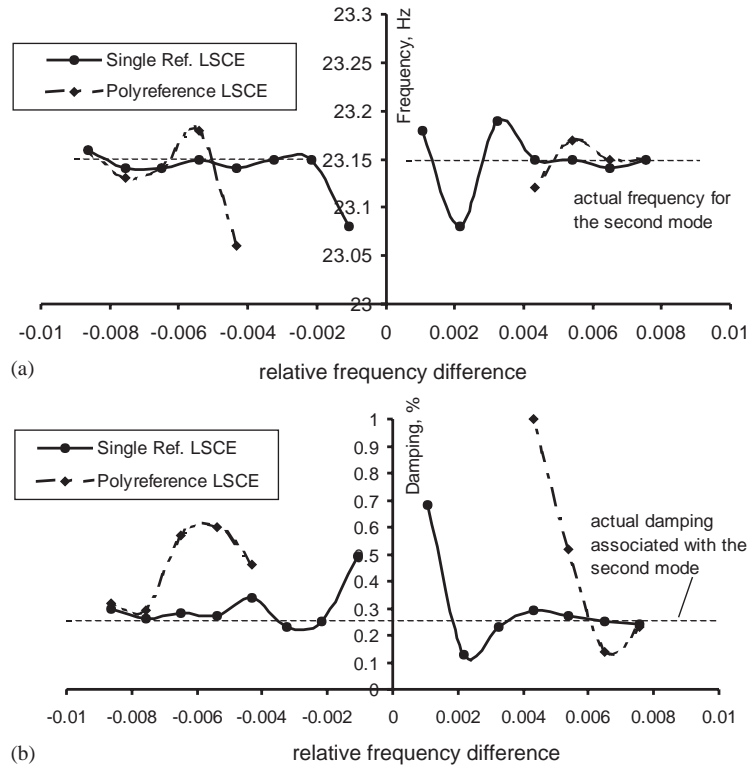 23.3
Frequency, Hz
Single Ref. LSCE
Polyreference LSCE
23.25
23.2
23.15
23.1
23.05
23
actual frequency for
the second mode
-0.01 -0.008 -0.006 -0.004 -0.002 0 0.002 0.004 0.006 0.008 0.01
(a)
relative frequency difference
1
Damping, %
Single Ref. LSCE
Polyreference LSCE
0.9
0.8
0.7
0.6
0.5
0.4
0.3
0.2
0.1
0
actual damping
associated with the
second mode
-0.01 -0.008 -0.006 -0.004 -0.002 0 0.002 0.004 0.006 0.008 0.01
(b)
relative frequency difference